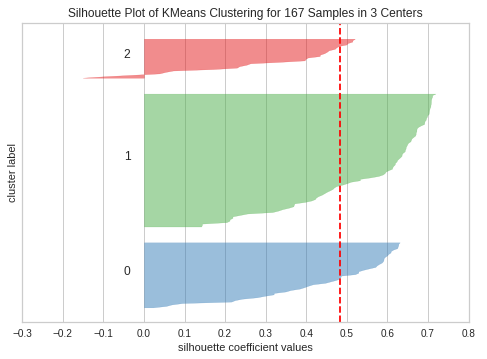 Silhouette Plot of KMeans Clustering for 167 Samples in 3 Centers
2
1
0
cluster label
−0.3 −0.2 −0.1 0.0 0.1 0.2 0.3 0.4 0.5 0.6 0.7 0.8
silhouette coefficient values